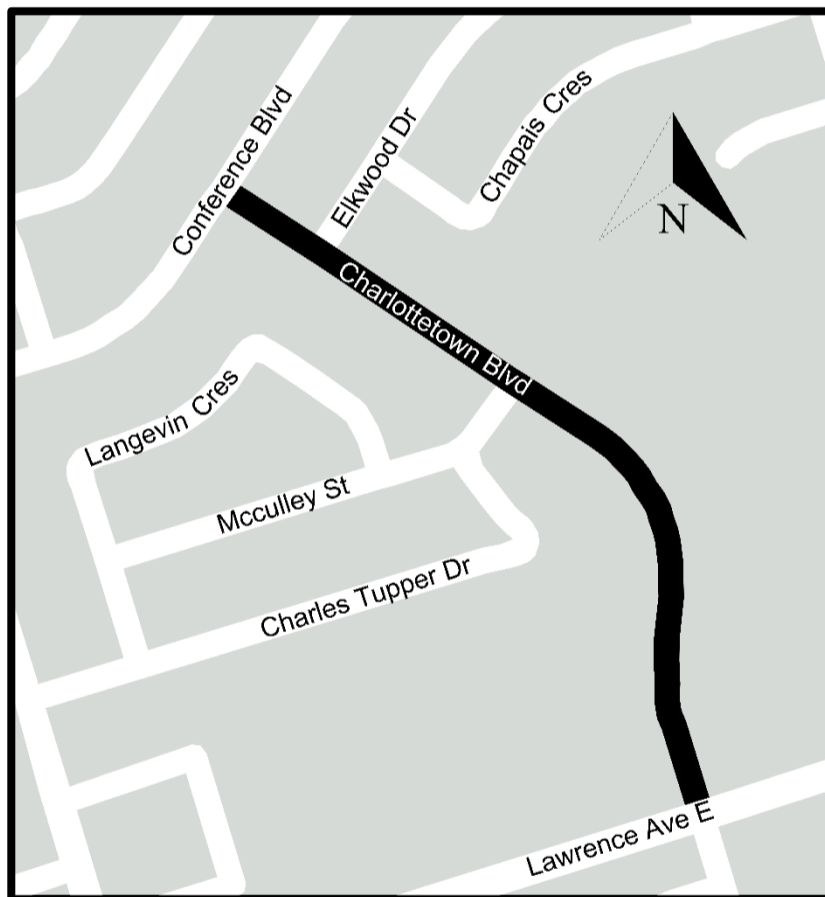 Conference Blvd
Elkwood Dr
Chapais Cres
N
Charlottetown Blvd
Langevin Cres
Mcculley St
Charles Tupper Dr
Lawrence Ave E